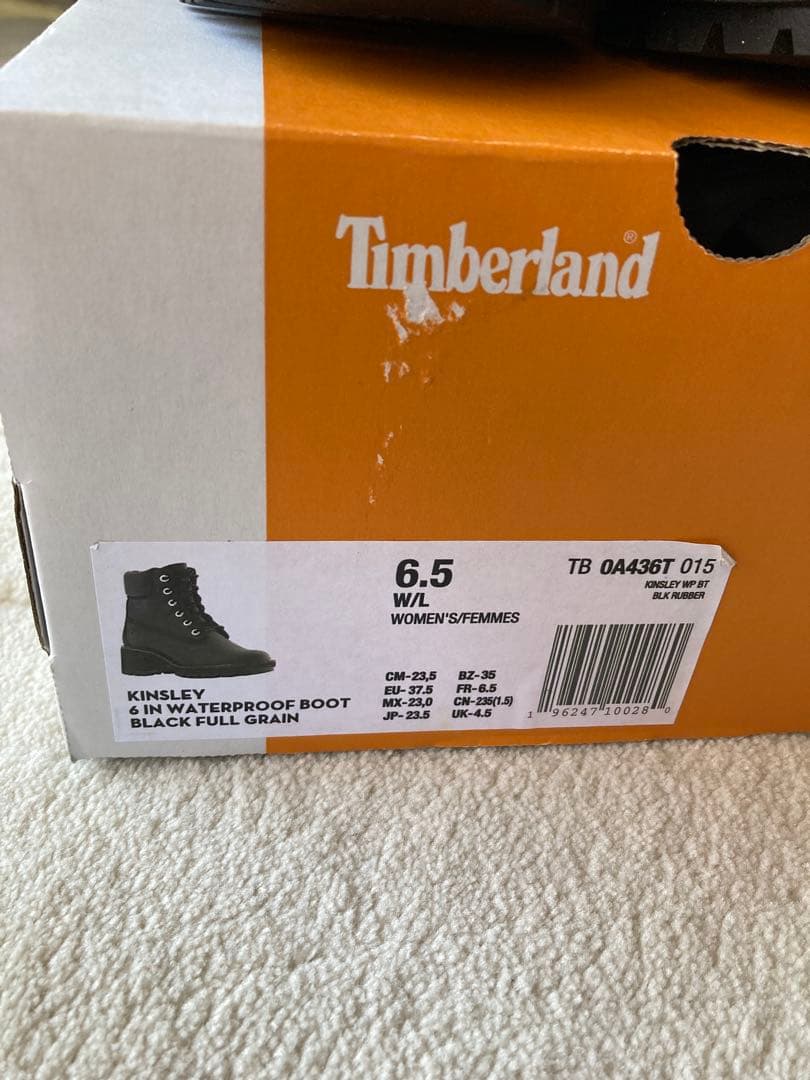 Timberland®
6.5
W/L
WOMEN'S/FEMMES
TB 0A436T 015
KINSLEY WP BT
BLK RUBBER
KINSLEY
6 IN WATERPROOF BOOT
BLACK FULL GRAIN
CM-23,5 BZ-35
EU- 37.5 FR-6.5
MX-23,0 CN-235(1.5)
JP- 23.5 UK-4.5
1 96247 10028 0